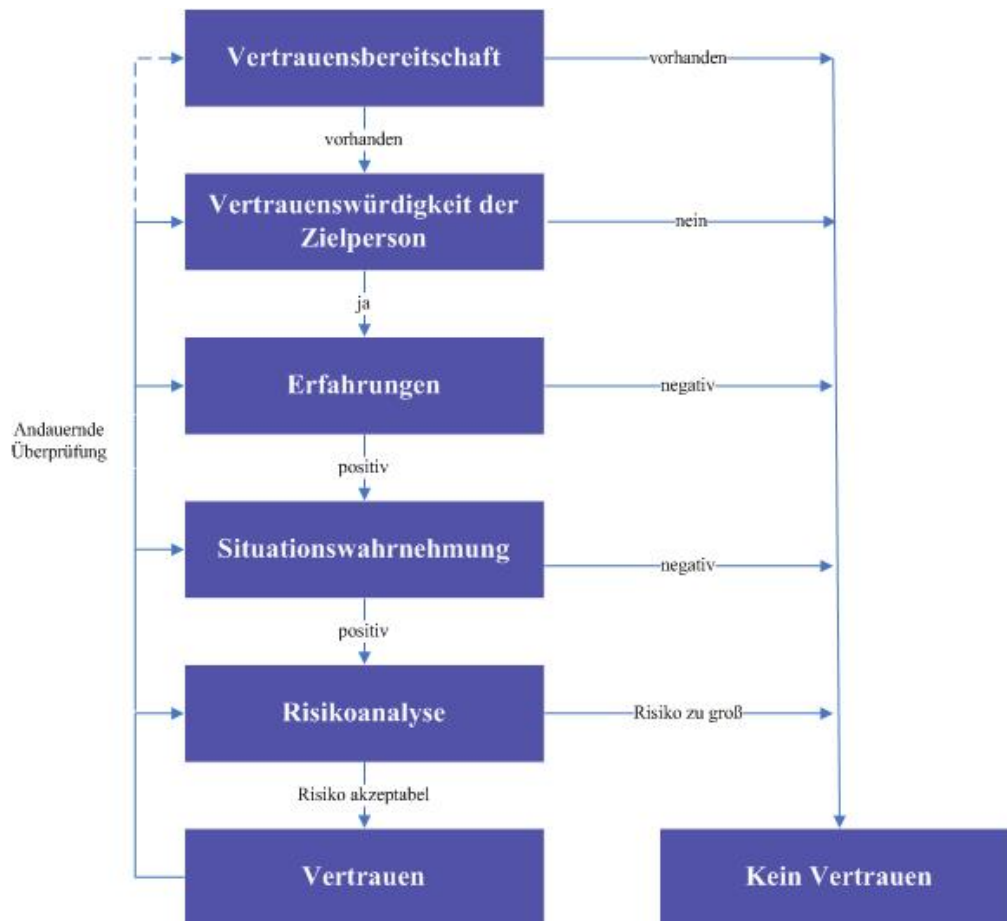 Vertrauensbereitschaft
vorhanden
vorhanden
Vertrauenswürdigkeit der
Zielperson
nein
ja
Erfahrungen
negativ
Andauernde
Überprüfung
positiv
Situationswahrnehmung
negativ
positiv
Risikoanalyse
Risiko zu groß
Risiko akzeptabel
Vertrauen
Kein Vertrauen